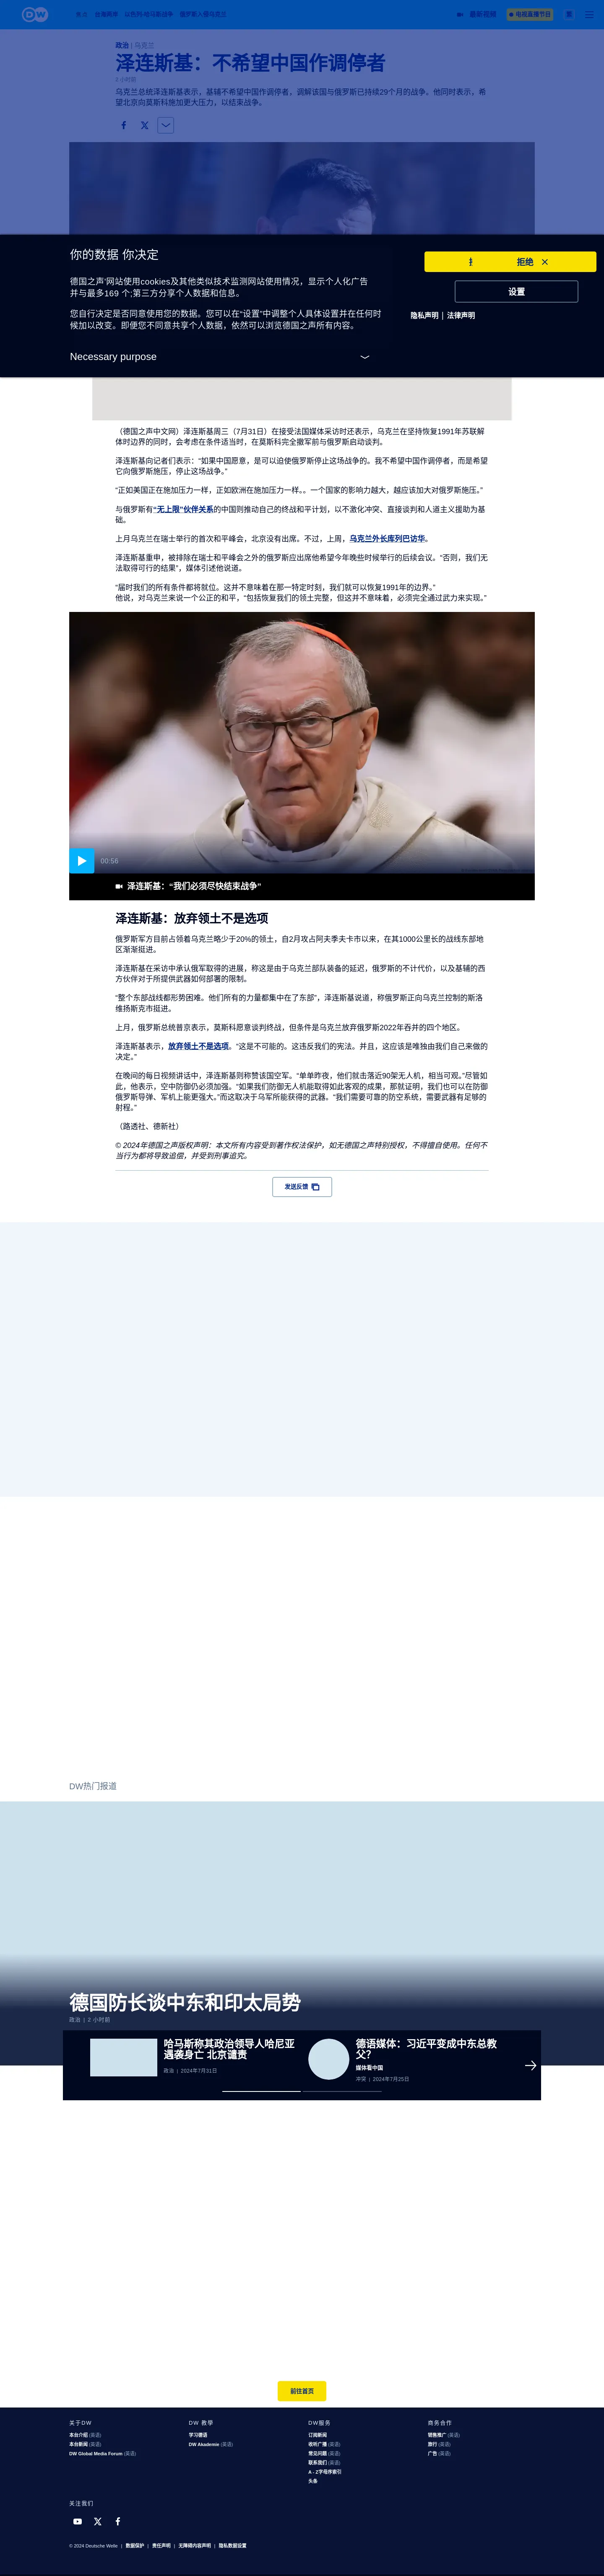 DW
台海两岸 以色列-哈马斯战争 俄罗斯入侵乌克兰
最新视频
电视直播节目
繁
政治 | 乌克兰
泽连斯基：不希望中国作调停者
2 小时前
乌克兰总统泽连斯基表示，基辅不希望中国作调停者，调解该国与俄罗斯已持续29个月的战争。他同时表示，希
望北京向莫斯科施加更大压力，以结束战争。
你的数据 你决定
德国之声¨网站使用cookies及其他类似技术监测网站使用情况，显示个人化广告
并与最多169 个;第三方分享个人数据和信息。
您自行决定是否同意使用您的数据。您可以在“设置”中调整个人具体设置并在任何时
候加以改变。即便您不同意共享个人数据，依然可以浏览德国之声所有内容。
Necessary purpose
拒绝
设置
隐私声明 | 法律声明
（德国之声中文网）泽连斯基周三（7月31日）在接受法国媒体采访时还表示，乌克兰在坚持恢复1991年苏联解
体时边界的同时，会考虑在条件适当时，在莫斯科完全撤军前与俄罗斯启动谈判。
泽连斯基向记者们表示：“如果中国愿意，是可以迫使俄罗斯停止这场战争的。我不希望中国作调停者，而是希望
它向俄罗斯施压，停止这场战争。”
“正如美国正在施加压力一样，正如欧洲在施加压力一样。。一个国家的影响力越大，越应该加大对俄罗斯施压。”
与俄罗斯有“无上限”伙伴关系的中国则推动自己的终战和平计划，以不激化冲突、直接谈判和人道主义援助为基
础。
上月乌克兰在瑞士举行的首次和平峰会，北京没有出席。不过，上周，乌克兰外长库列巴访华。
泽连斯基重申，被排除在瑞士和平峰会之外的俄罗斯应出席他希望今年晚些时候举行的后续会议。“否则，我们无
法取得可行的结果”，媒体引述他说道。
“届时我们的所有条件都将就位。这并不意味着在那一特定时刻，我们就可以恢复1991年的边界。”
他说，对乌克兰来说一个公正的和平，“包括恢复我们的领土完整，但这并不意味着，必须完全通过武力来实现。”
00:56
泽连斯基：“我们必须尽快结束战争”
泽连斯基：放弃领土不是选项
俄罗斯军方目前占领着乌克兰略少于20%的领土，自2月攻占阿夫季夫卡市以来，在其1000公里长的战线东部地
区渐渐挺进。
泽连斯基在采访中承认俄军取得的进展，称这是由于乌克兰部队装备的延迟，俄罗斯的不计代价，以及基辅的西
方伙伴对于所提供武器如何部署的限制。
“整个东部战线都形势困难。他们所有的力量都集中在了东部”，泽连斯基说道，称俄罗斯正向乌克兰控制的斯洛
维扬斯克市挺进。
上月，俄罗斯总统普京表示，莫斯科愿意谈判终战，但条件是乌克兰放弃俄罗斯2022年吞并的四个地区。
泽连斯基表示，放弃领土不是选项。“这是不可能的。这违反我们的宪法。并且，这应该是唯独由我们自己来做的
决定。”
在晚间的每日视频讲话中，泽连斯基则称赞该国空军。“单单昨夜，他们就击落近90架无人机，相当可观。”尽管如
此，他表示，空中防御仍必须加强。“如果我们防御无人机能取得如此客观的成果，那就证明，我们也可以在防御
俄罗斯导弹、军机上能更强大。”而这取决于乌军所能获得的武器。“我们需要可靠的防空系统，需要武器有足够的
射程。”
（路透社、德新社）
© 2024年德国之声版权声明：本文所有内容受到著作权法保护，如无德国之声特别授权，不得擅自使用。任何不
当行为都将导致追偿，并受到刑事追究。
发送反馈
DW热门报道
德国防长谈中东和印太局势
政治 | 2 小时前
哈马斯称其政治领导人哈尼亚
遇袭身亡 北京谴责
政治 | 2024年7月31日
德语媒体：习近平变成中东总教
父？
媒体看中国
冲突 | 2024年7月25日
前往首页
关于DW
本台介绍 (英语)
本台新闻 (英语)
DW Global Media Forum (英语)
DW 教學
学习德语
DW Akademie (英语)
DW服务
订阅新闻
收听广播 (英语)
常见问题 (英语)
联系我们 (英语)
A - Z字母序索引
头条
商务合作
销售推广 (英语)
旅行 (英语)
广告 (英语)
关注我们
© 2024 Deutsche Welle | 数据保护 | 责任声明 | 无障碍内容声明 | 隐私数据设置